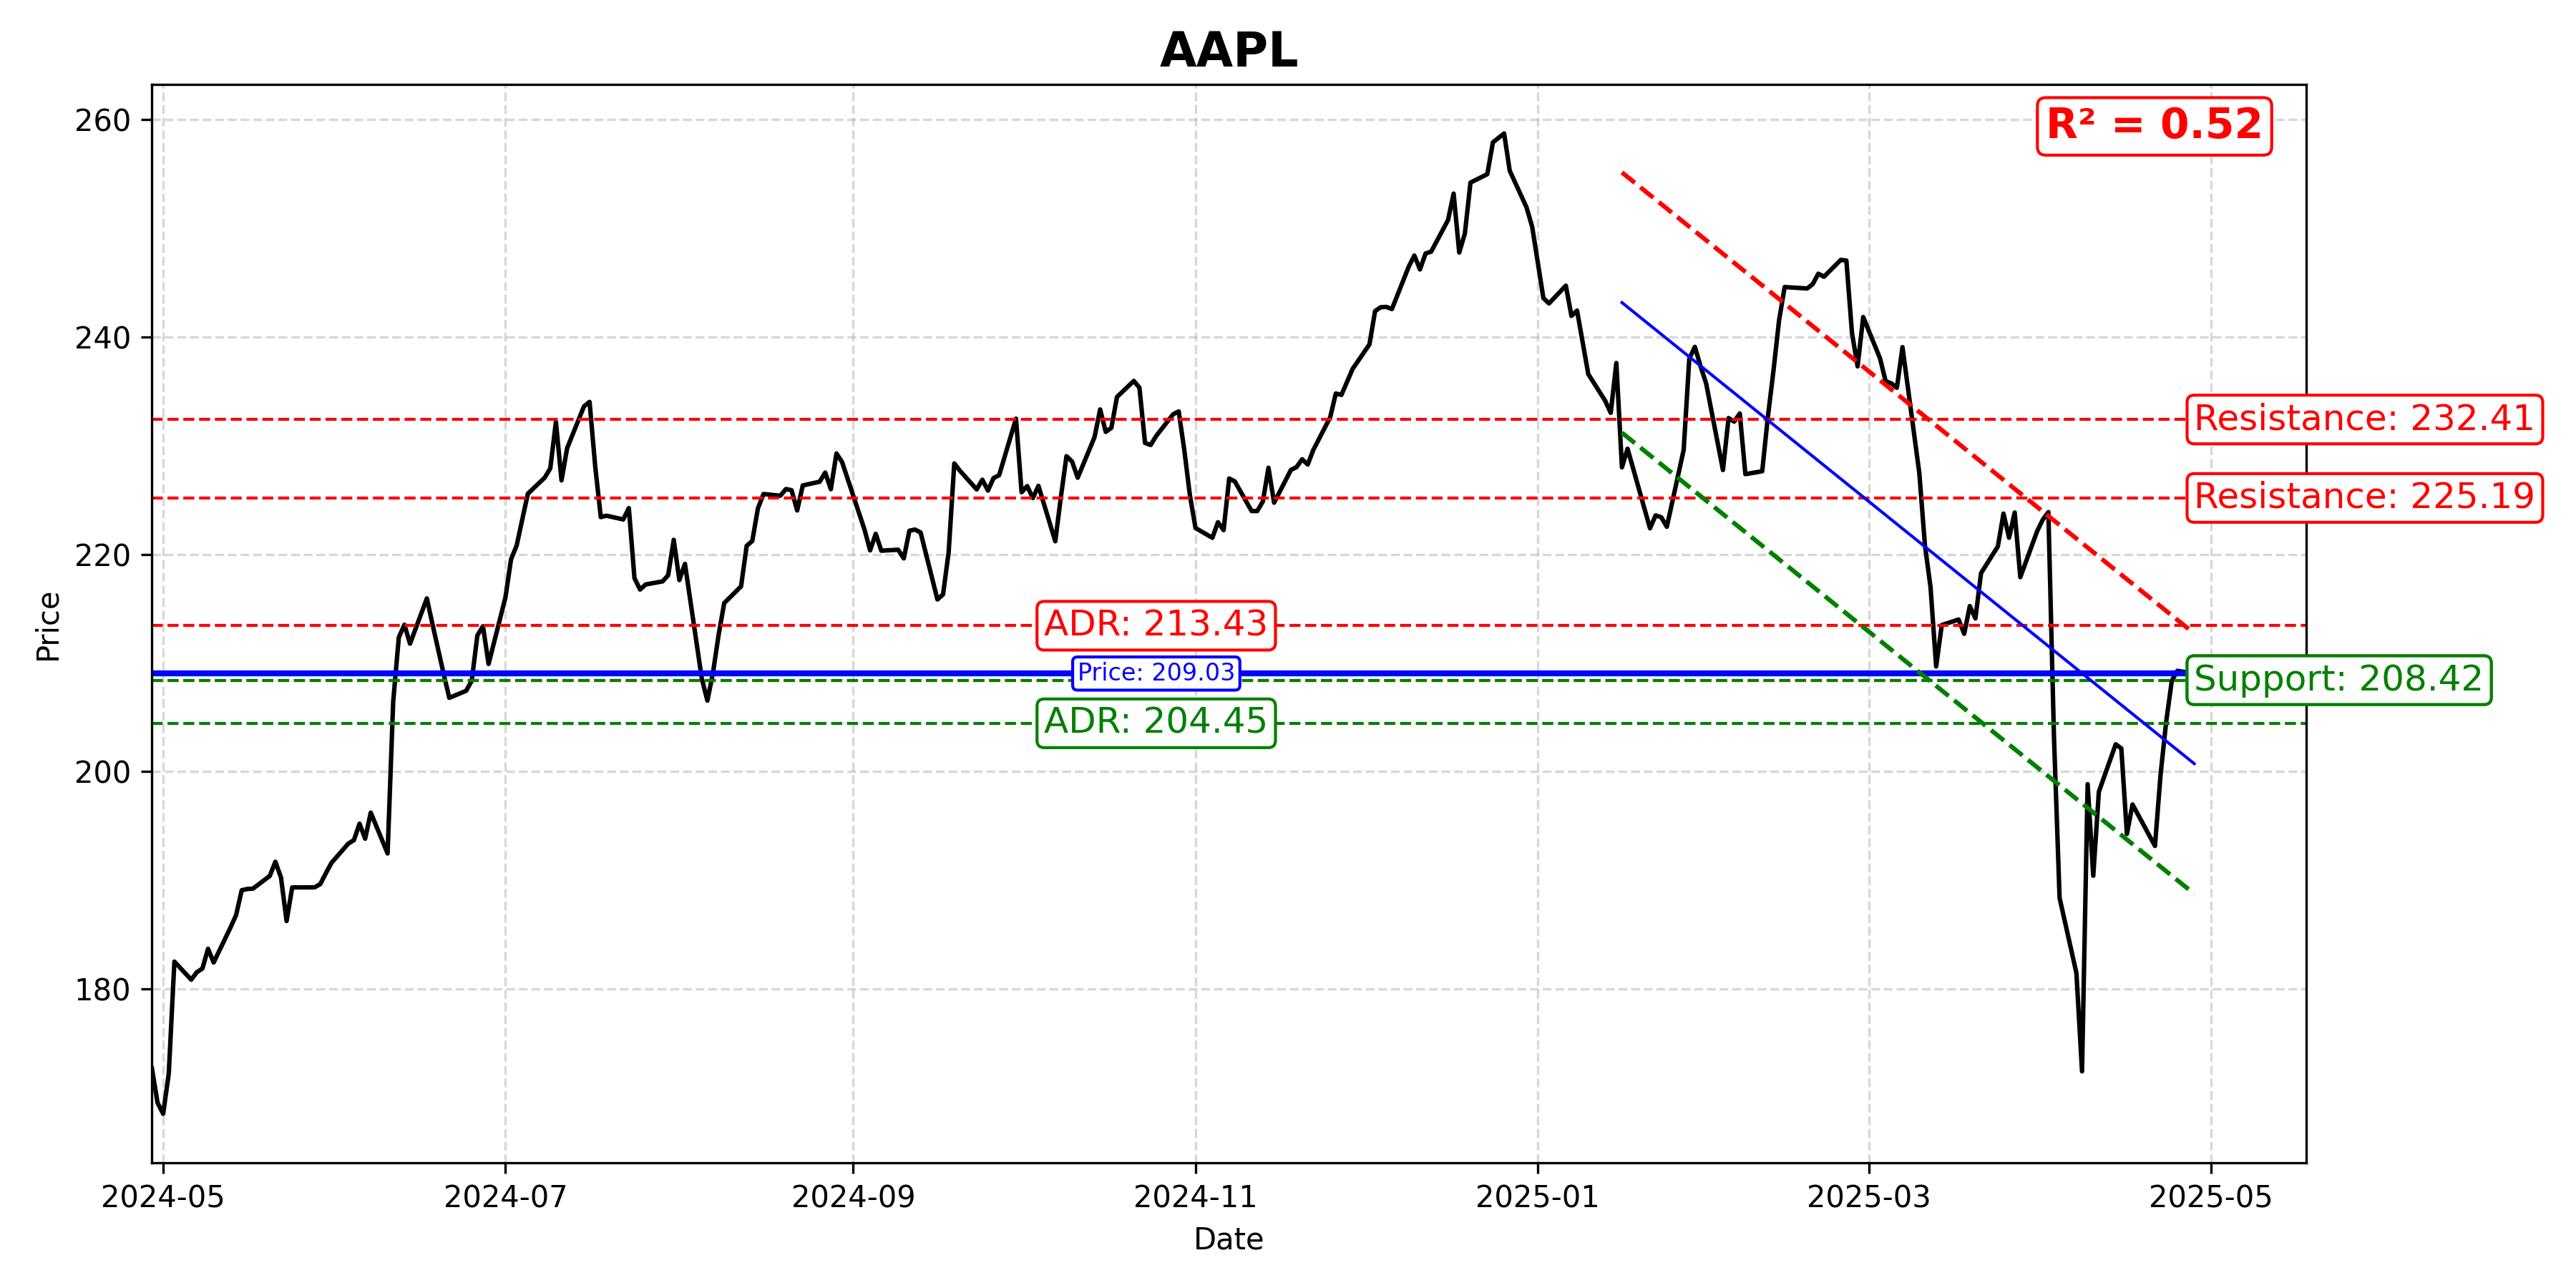 AAPL
260
R² = 0.52
240
Resistance: 232.41
Resistance: 225.19
220
ADR: 213.43
Price: 209.03
Support: 208.42
ADR: 204.45
200
180
Price
2024-05 2024-07 2024-09 2024-11 2025-01 2025-03 2025-05
Date